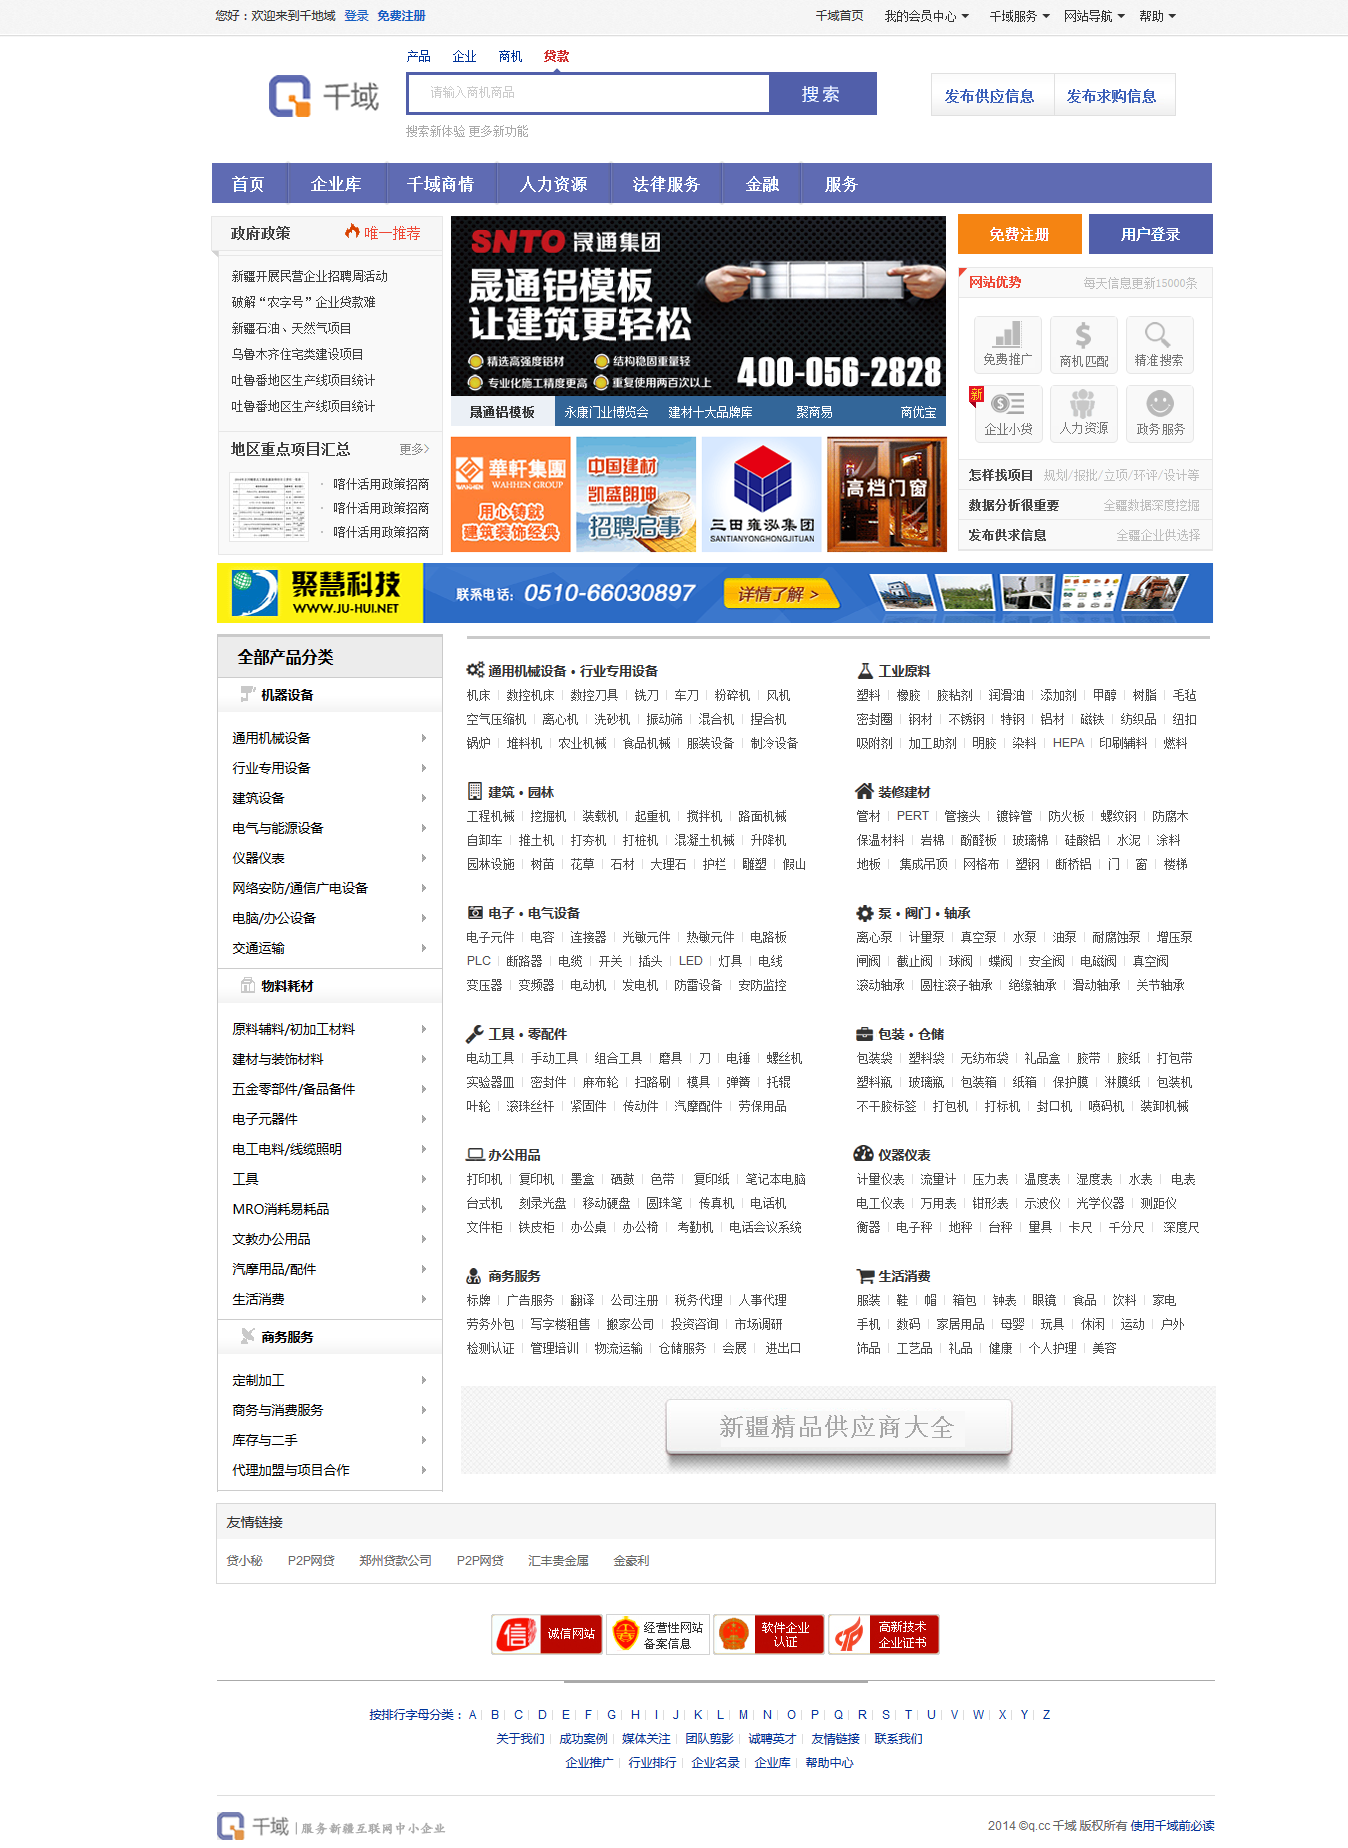 您好：欢迎来到千地域 登录 免费注册
千域首页 我的会员中心 千域服务 网站导航 帮助
产品 企业 商机 贷款
千域
请输入商机商品
搜索
发布供应信息 发布求购信息
搜索新体验 更多新功能
首页 企业库 千域商情 人力资源 法律服务 金融 服务
政府政策 唯一推荐
新疆开展民营企业招聘周活动
破解“农字号”企业贷款难
新疆石油、天然气项目
乌鲁木齐住宅类建设项目
吐鲁番地区生产线项目统计
吐鲁番地区生产线项目统计
地区重点项目汇总 更多>
· 喀什活用政策招商
· 喀什活用政策招商
· 喀什活用政策招商
SNTO 晟通集团
晟通铝模板
让建筑更轻松
精选高强度铝材 结构稳固重量轻
专业化施工精度更高 重复使用两百次以上
400-056-2828
晟通铝模板 永康门业博览会 建材十大品牌库 聚商易 商优宝
華軒集團
WAHHEN WAHHEN GROUP
用心铸就
建筑装饰经典
中国建材
凯盛朗坤
招聘启事
三田雍泓集团
SANTIANYONGHONGJITUAN
高档门窗
免费注册 用户登录
网站优势 每天信息更新15000条
免费推广 商机匹配 精准搜索
新
企业小贷 人力资源 政务服务
怎样找项目 规划/报批/立项/环评/设计等
数据分析很重要 全疆数据深度挖掘
发布供求信息 全疆企业供选择
聚慧科技
WWW.JU-HUI.NET
联系电话：0510-66030897 详情了解 >
全部产品分类
机器设备
通用机械设备
行业专用设备
建筑设备
电气与能源设备
仪器仪表
网络安防/通信广电设备
电脑/办公设备
交通运输
物料耗材
原料辅料/初加工材料
建材与装饰材料
五金零部件/备品备件
电子元器件
电工电料/线缆照明
工具
MRO消耗易耗品
文教办公用品
汽摩用品/配件
生活消费
商务服务
定制加工
商务与消费服务
库存与二手
代理加盟与项目合作
通用机械设备 • 行业专用设备
机床 数控机床 数控刀具 铣刀 车刀 粉碎机 风机
空气压缩机 离心机 洗砂机 振动筛 混合机 捏合机
锅炉 堆料机 农业机械 食品机械 服装设备 制冷设备
工业原料
塑料 橡胶 胶粘剂 润滑油 添加剂 甲醇 树脂 毛毡
密封圈 钢材 不锈钢 特钢 铝材 磁铁 纺织品 纽扣
吸附剂 加工助剂 明胶 染料 HEPA 印刷辅料 燃料
建筑 • 园林
工程机械 挖掘机 装载机 起重机 搅拌机 路面机械
自卸车 推土机 打夯机 打桩机 混凝土机械 升降机
园林设施 树苗 花草 石材 大理石 护栏 雕塑 假山
装修建材
管材 PERT 管接头 镀锌管 防火板 螺纹钢 防腐木
保温材料 岩棉 酚醛板 玻璃棉 硅酸铝 水泥 涂料
地板 集成吊顶 网格布 塑钢 断桥铝 门 窗 楼梯
电子 • 电气设备
电子元件 电容 连接器 光敏元件 热敏元件 电路板
PLC 断路器 电缆 开关 插头 LED 灯具 电线
变压器 变频器 电动机 发电机 防雷设备 安防监控
泵 • 阀门 • 轴承
离心泵 计量泵 真空泵 水泵 油泵 耐腐蚀泵 增压泵
闸阀 截止阀 球阀 蝶阀 安全阀 电磁阀 真空阀
滚动轴承 圆柱滚子轴承 绝缘轴承 滑动轴承 关节轴承
工具 • 零配件
电动工具 手动工具 组合工具 磨具 刀 电锤 螺丝机
实验器皿 密封件 麻布轮 扫路刷 模具 弹簧 托辊
叶轮 滚珠丝杆 紧固件 传动件 汽摩配件 劳保用品
包装 • 仓储
包装袋 塑料袋 无纺布袋 礼品盒 胶带 胶纸 打包带
塑料瓶 玻璃瓶 包装箱 纸箱 保护膜 淋膜纸 包装机
不干胶标签 打包机 打标机 封口机 喷码机 装卸机械
办公用品
打印机 复印机 墨盒 硒鼓 色带 复印纸 笔记本电脑
台式机 刻录光盘 移动硬盘 圆珠笔 传真机 电话机
文件柜 铁皮柜 办公桌 办公椅 考勤机 电话会议系统
仪器仪表
计量仪表 流量计 压力表 温度表 湿度表 水表 电表
电工仪表 万用表 钳形表 示波仪 光学仪器 测距仪
衡器 电子秤 地秤 台秤 量具 卡尺 千分尺 深度尺
商务服务
标牌 广告服务 翻译 公司注册 税务代理 人事代理
劳务外包 写字楼租售 搬家公司 投资咨询 市场调研
检测认证 管理培训 物流运输 仓储服务 会展 进出口
生活消费
服装 鞋 帽 箱包 钟表 眼镜 食品 饮料 家电
手机 数码 家居用品 母婴 玩具 休闲 运动 户外
饰品 工艺品 礼品 健康 个人护理 美容
新疆精品供应商大全
友情链接
贷小秘 P2P网贷 郑州贷款公司 P2P网贷 汇丰贵金属 金豪利
信 诚信网站
经营性网站
备案信息
软件企业
认证
高新技术
企业证书
按排行字母分类： A B C D E F G H I J K L M N O P Q R S T U V W X Y Z
关于我们 成功案例 媒体关注 团队剪影 诚聘英才 友情链接 联系我们
企业推广 行业排行 企业名录 企业库 帮助中心
千域 | 服务新疆互联网中小企业
2014 ©q.cc 千域 版权所有 使用千域前必读